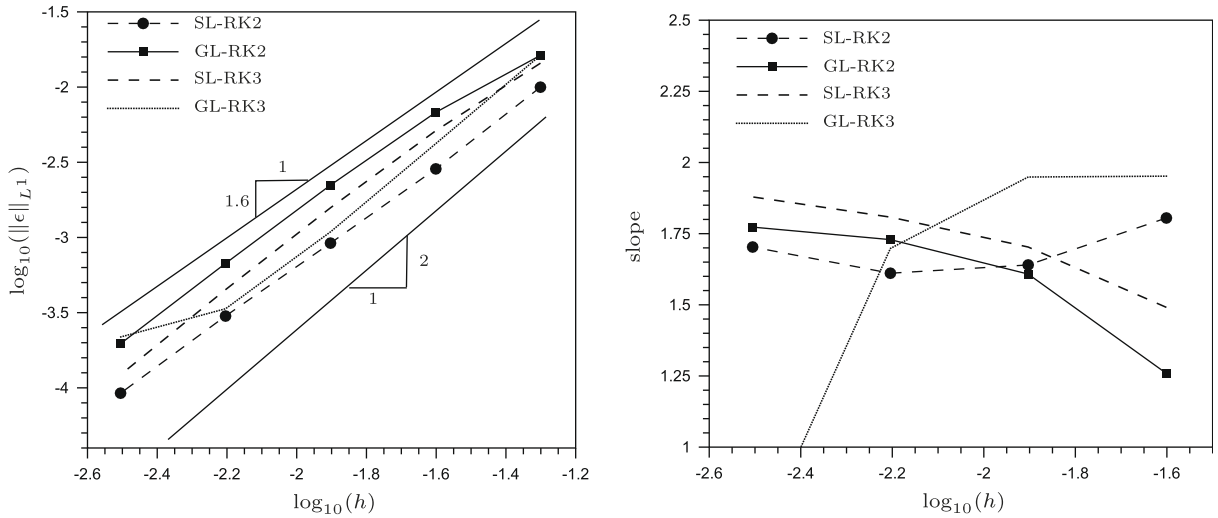 -1
-1.5
-2
-2.5
-3
-3.5
-4
SL-RK2
GL-RK2
SL-RK3
GL-RK3
1
1.6
2
1
-2.6 -2.4 -2.2 -2 -1.8 -1.6 -1.4 -1.2
log₁₀(h)
log₁₀(‖ϵ‖_L¹)
2.5
2.25
2
1.75
1.5
1.25
1
SL-RK2
GL-RK2
SL-RK3
GL-RK3
-2.6 -2.4 -2.2 -2 -1.8 -1.6
log₁₀(h)
slope